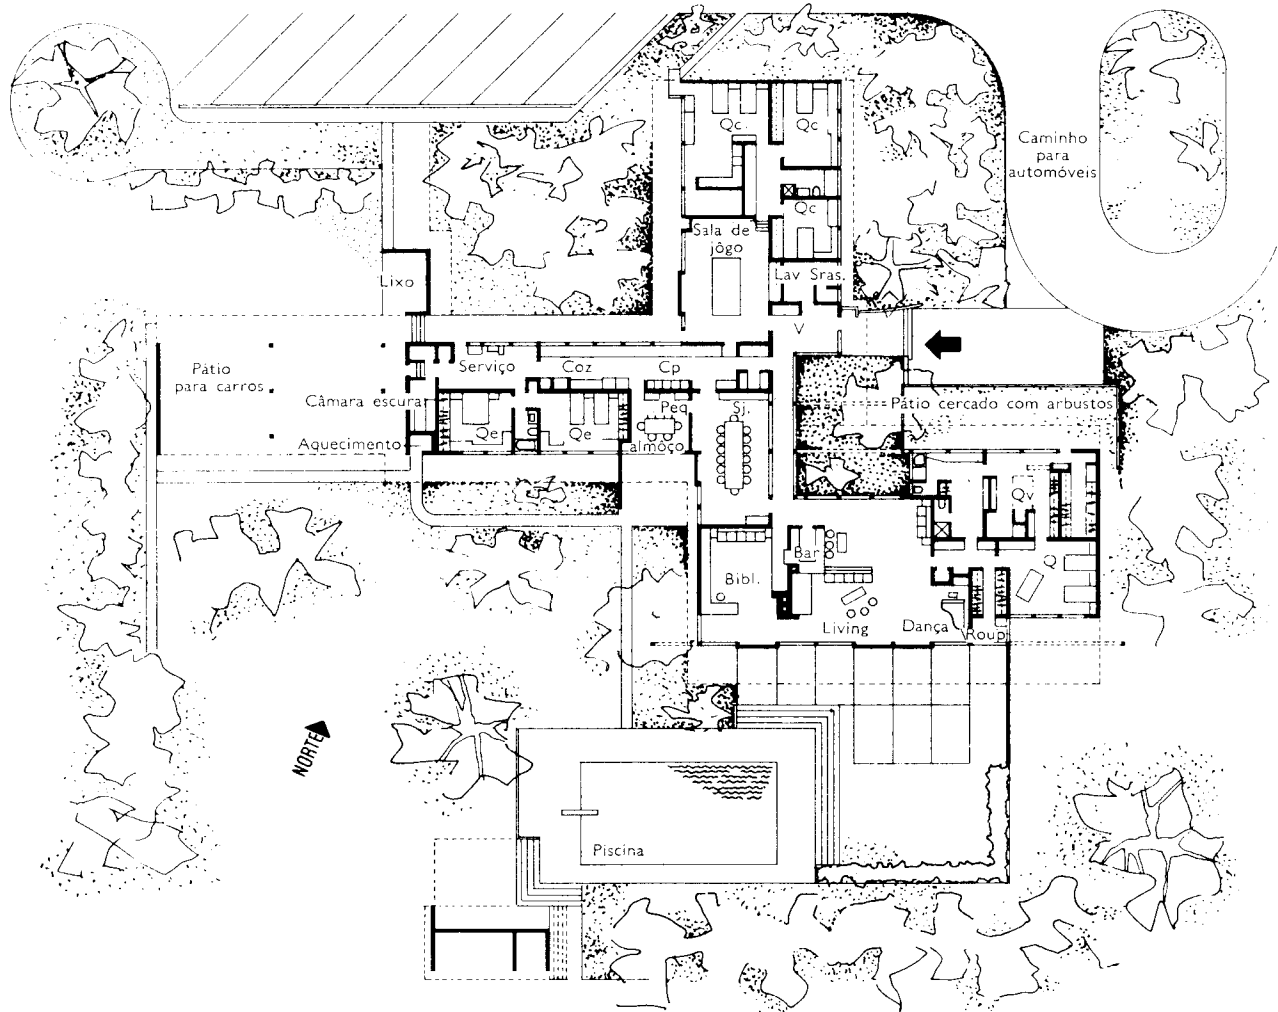 Qc
Qc
Caminho
para
automóveis
Qc
Sala de
jôgo
Lav Sras.
Lixo
V
Pátio
para carros
Serviço
Coz
Cp
Câmara escura
Peq
Sj.
Pátio cercado com arbustos
Qe
Qe
almôço
Aquecimento
Qv
Bar
Q
Bibl.
Living
Dança
Roup
NORTE
Piscina